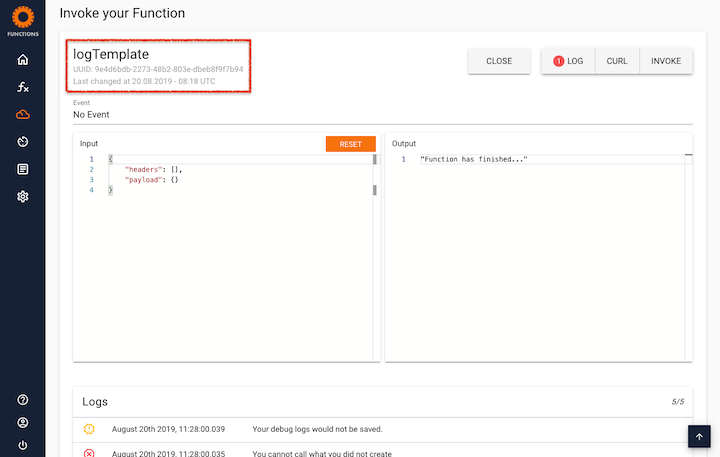 Invoke your Function
FUNCTIONS
logTemplate
UUID: 9e4d6bdb-2273-48b2-803e-dbeb8f9f7b94
Last changed at 20.08.2019 - 08:18 UTC
CLOSE
1 LOG
CURL
INVOKE
Event
No Event
Input
RESET
1 {
2 "headers": [],
3 "payload": {}
4 }
Output
1 "Function has finished..."
Logs
5/5
August 20th 2019, 11:28:00.039 Your debug logs would not be saved.
August 20th 2019, 11:28:00.035 You cannot call what you did not create